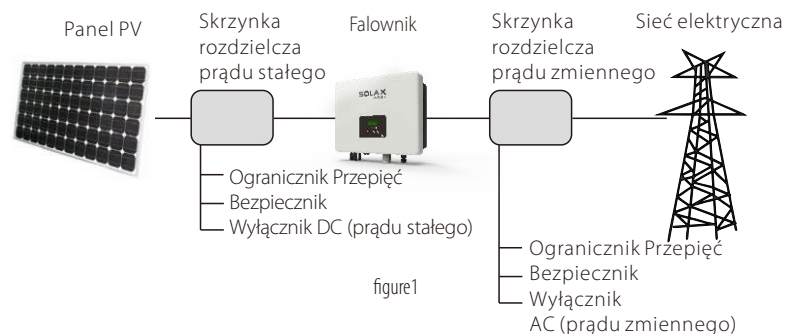 Panel PV
Skrzynka
rozdzielcza
prądu stałego
Falownik
Skrzynka
rozdzielcza
prądu zmiennego
Sieć elektryczna
SOLAX
Ogranicznik Przepięć
Bezpiecznik
Wyłącznik DC (prądu stałego)
figure1
Ogranicznik Przepięć
Bezpiecznik
Wyłącznik
AC (prądu zmiennego)